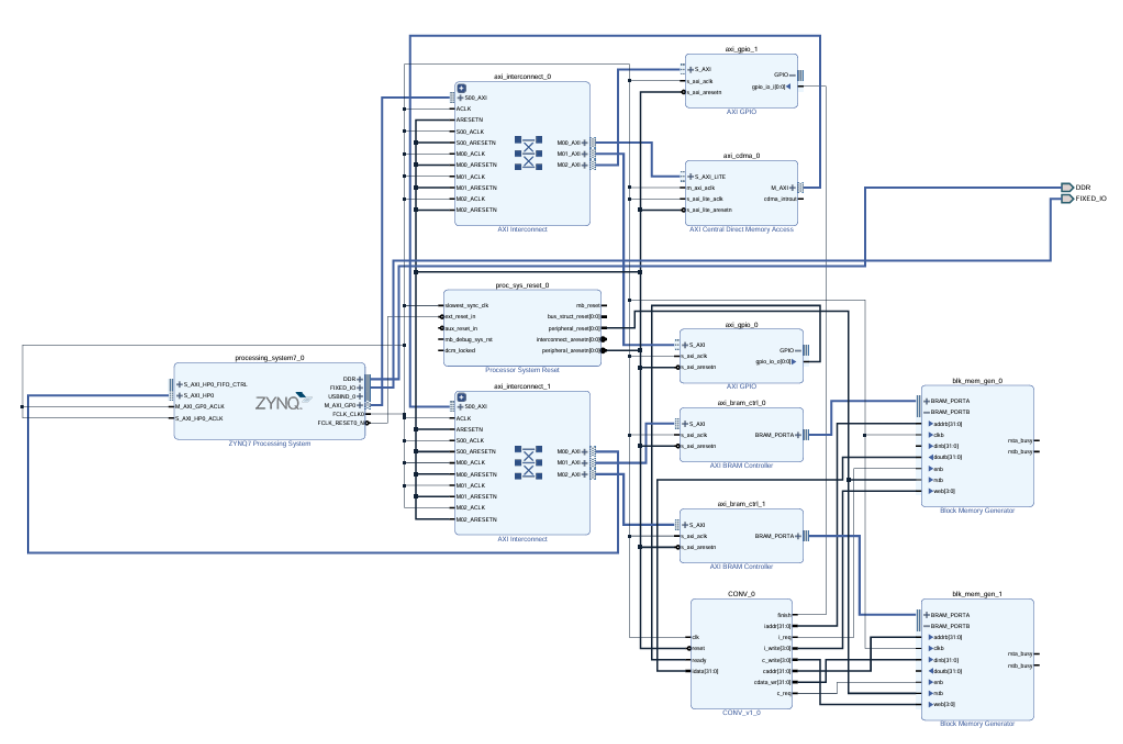 axi_gpio_1
S_AXI
s_axi_aclk
s_axi_aresetn
GPIO
gpio_io_i[0:0]
AXI GPIO
axi_interconnect_0
S00_AXI
ACLK
ARESETN
S00_ACLK
S00_ARESETN
M00_ACLK
M00_ARESETN
M01_ACLK
M01_ARESETN
M02_ACLK
M02_ARESETN
M00_AXI
M01_AXI
M02_AXI
AXI Interconnect
axi_cdma_0
S_AXI_LITE
m_axi_aclk
s_axi_lite_aclk
s_axi_lite_aresetn
M_AXI
cdma_introut
AXI Central Direct Memory Access
DDR
FIXED_IO
proc_sys_reset_0
slowest_sync_clk
ext_reset_in
aux_reset_in
mb_debug_sys_rst
dcm_locked
mb_reset
bus_struct_reset[0:0]
peripheral_reset[0:0]
interconnect_aresetn[0:0]
peripheral_aresetn[0:0]
Processor System Reset
axi_gpio_0
S_AXI
s_axi_aclk
s_axi_aresetn
GPIO
gpio_io_o[0:0]
AXI GPIO
processing_system7_0
S_AXI_HP0_FIFO_CTRL
S_AXI_HP0
M_AXI_GP0_ACLK
S_AXI_HP0_ACLK
ZYNQ
DDR
FIXED_IO
USBIND_0
M_AXI_GP0
FCLK_CLK0
FCLK_RESET0_N
ZYNQ7 Processing System
axi_interconnect_1
S00_AXI
ACLK
ARESETN
S00_ACLK
S00_ARESETN
M00_ACLK
M00_ARESETN
M01_ACLK
M01_ARESETN
M02_ACLK
M02_ARESETN
M00_AXI
M01_AXI
M02_AXI
AXI Interconnect
axi_bram_ctrl_0
S_AXI
s_axi_aclk
s_axi_aresetn
BRAM_PORTA
AXI BRAM Controller
blk_mem_gen_0
BRAM_PORTA
BRAM_PORTB
addrb[31:0]
clkb
dinb[31:0]
doutb[31:0]
enb
rstb
web[3:0]
rsta_busy
rstb_busy
Block Memory Generator
axi_bram_ctrl_1
S_AXI
s_axi_aclk
s_axi_aresetn
BRAM_PORTA
AXI BRAM Controller
CONV_0
clk
reset
ready
idata[31:0]
finish
iaddr[31:0]
i_req
i_write[3:0]
c_write[3:0]
caddr[31:0]
cdata_wr[31:0]
c_req
CONV_v1_0
blk_mem_gen_1
BRAM_PORTA
BRAM_PORTB
addrb[31:0]
clkb
dinb[31:0]
doutb[31:0]
enb
rstb
web[3:0]
rsta_busy
rstb_busy
Block Memory Generator